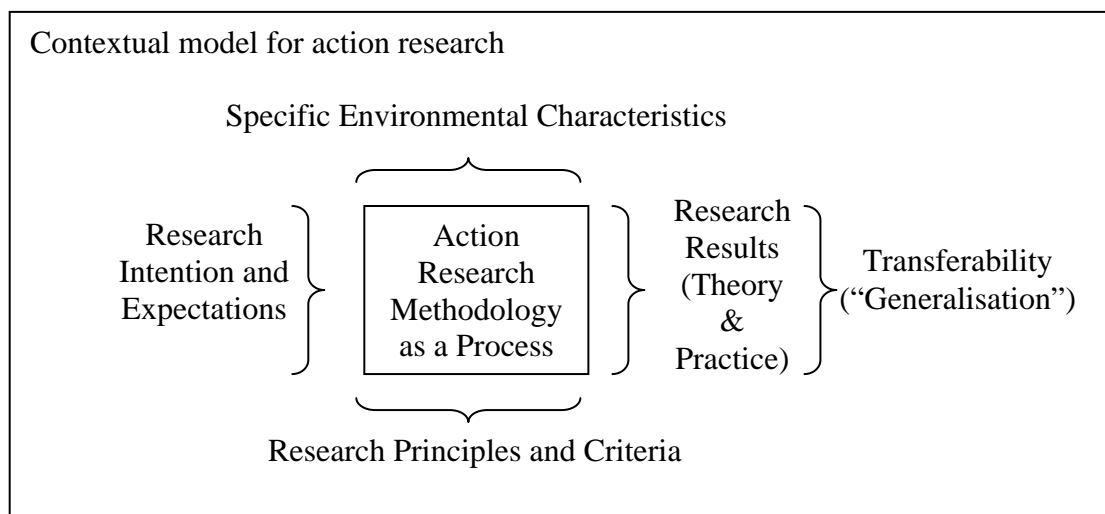 Contextual model for action research
Specific Environmental Characteristics
Research
Intention and
Expectations
Action
Research
Methodology
as a Process
Research
Results
(Theory
&
Practice)
Transferability
(“Generalisation”)
Research Principles and Criteria